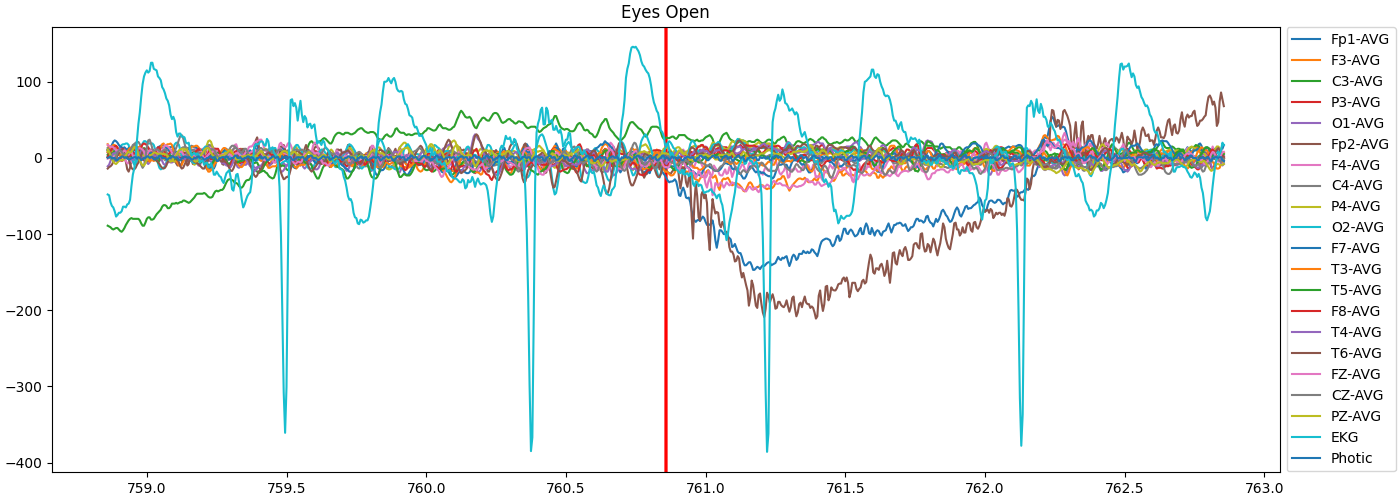 Eyes Open
100
0
−100
−200
−300
−400
759.0 759.5 760.0 760.5 761.0 761.5 762.0 762.5 763.0
Fp1-AVG
F3-AVG
C3-AVG
P3-AVG
O1-AVG
Fp2-AVG
F4-AVG
C4-AVG
P4-AVG
O2-AVG
F7-AVG
T3-AVG
T5-AVG
F8-AVG
T4-AVG
T6-AVG
FZ-AVG
CZ-AVG
PZ-AVG
EKG
Photic